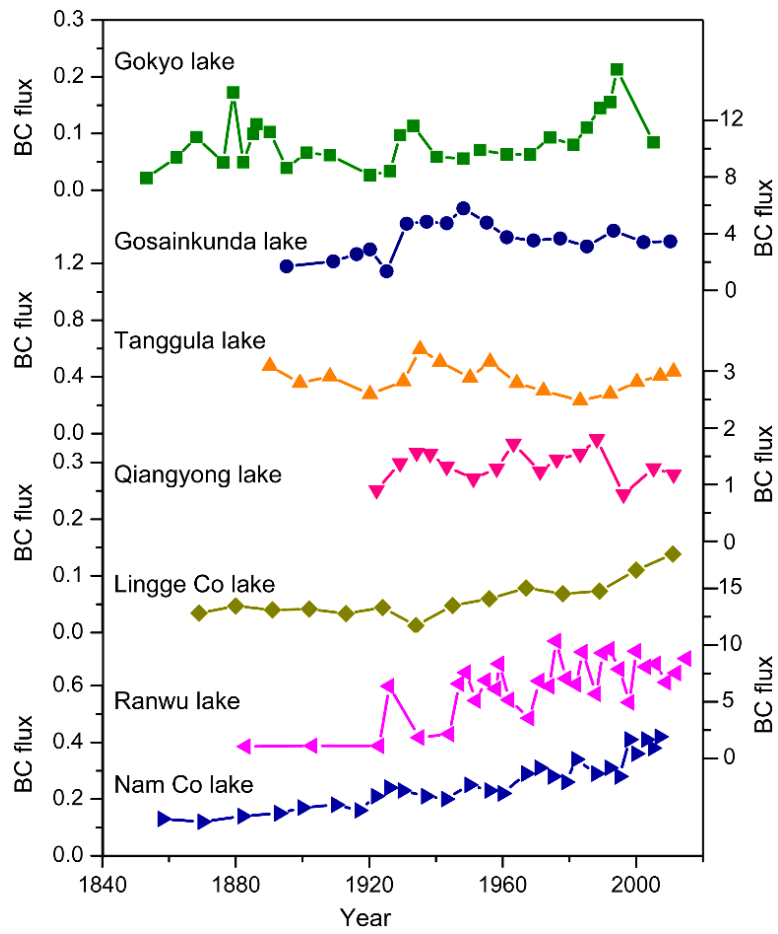 0.3
Gokyo lake
0.2
BC flux
0.1
12
0.0
8
BC flux
Gosainkunda lake
4
1.2
0
BC flux
0.8
Tanggula lake
0.4
3
BC flux
0.0
2
0.3
Qiangyong lake
1
BC flux
0.2
0
0.1
Lingge Co lake
15
0.0
10
BC flux
0.6
Ranwu lake
5
BC flux
0.4
0
Nam Co lake
0.2
0.0
1840
1880
1920
1960
2000
Year